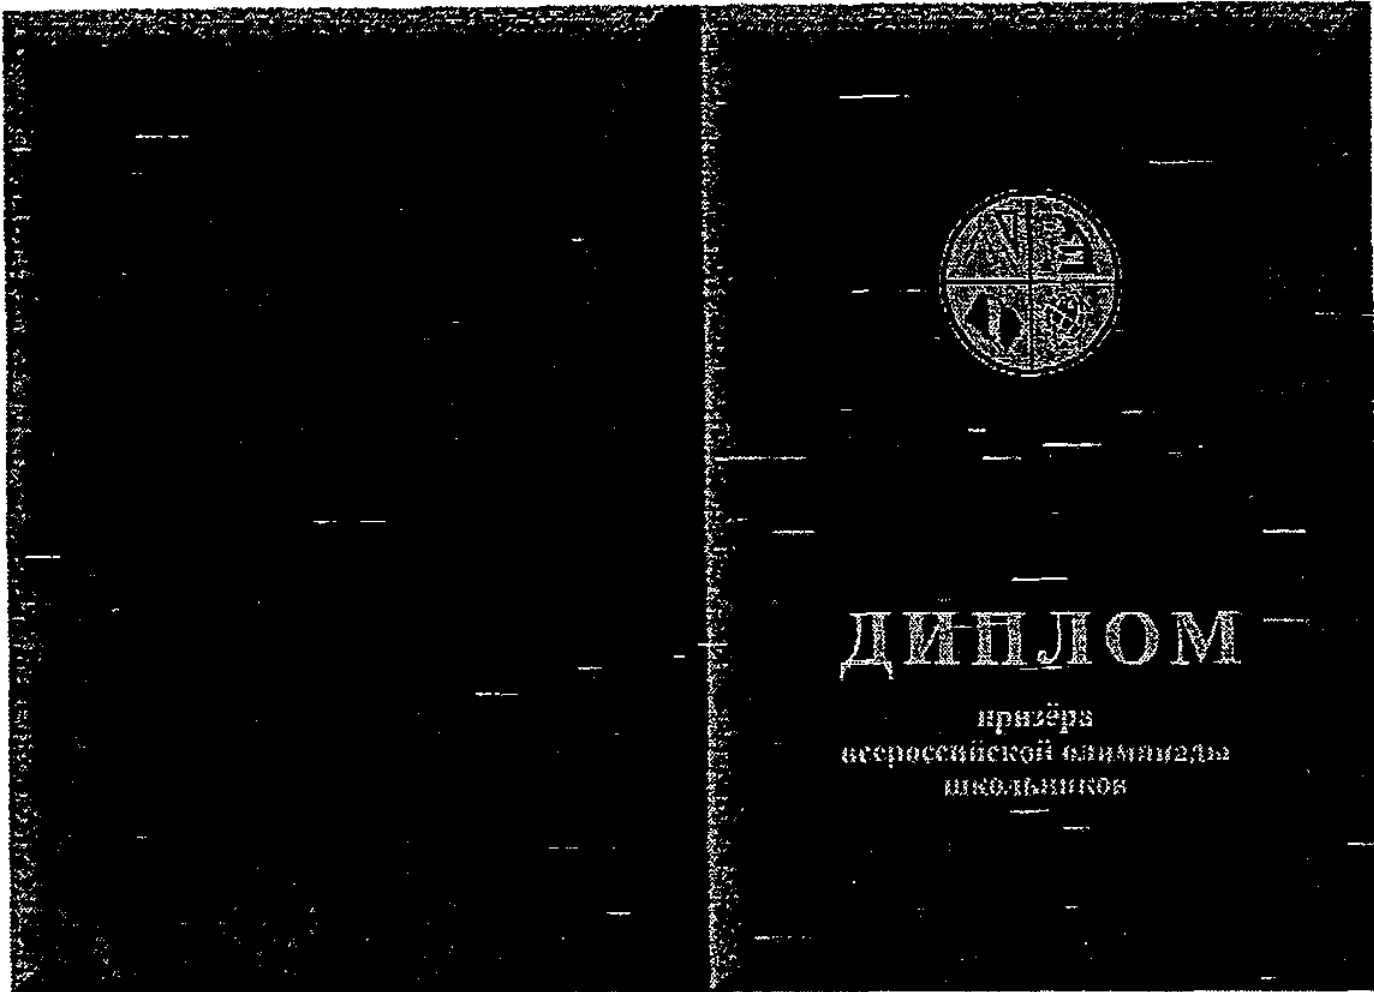 ДИПЛОМ
призёра
всероссийской олимпиады
школьников